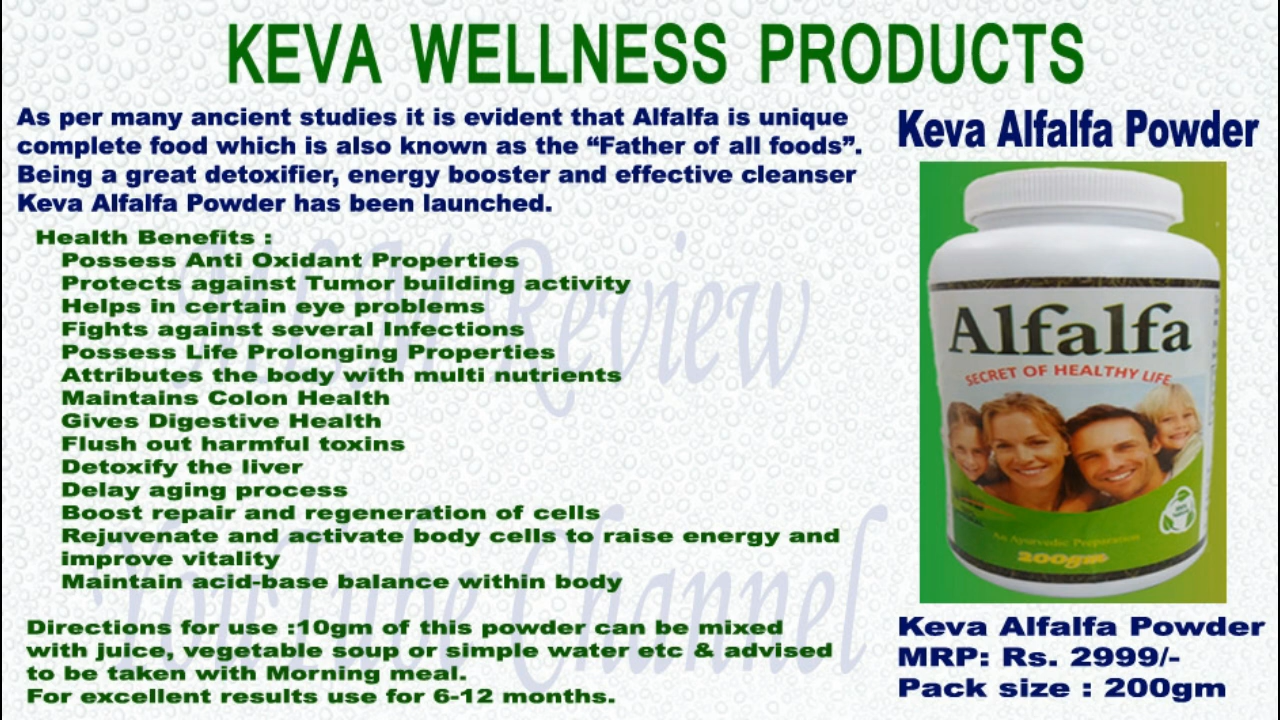 KEVA WELLNESS PRODUCTS
As per many ancient studies it is evident that Alfalfa is unique
complete food which is also known as the “Father of all foods”.
Being a great detoxifier, energy booster and effective cleanser
Keva Alfalfa Powder has been launched.
Health Benefits :
Possess Anti Oxidant Properties
Protects against Tumor building activity
Helps in certain eye problems
Fights against several Infections
Possess Life Prolonging Properties
Attributes the body with multi nutrients
Maintains Colon Health
Gives Digestive Health
Flush out harmful toxins
Detoxify the liver
Delay aging process
Boost repair and regeneration of cells
Rejuvenate and activate body cells to raise energy and
improve vitality
Maintain acid-base balance within body
Directions for use :10gm of this powder can be mixed
with juice, vegetable soup or simple water etc & advised
to be taken with Morning meal.
For excellent results use for 6-12 months.
Review
YouTube Channel
Keva Alfalfa Powder
Alfalfa
SECRET OF HEALTHY LIFE
An Ayurvedic Preparation
200gm
Keva Alfalfa Powder
MRP: Rs. 2999/-
Pack size : 200gm